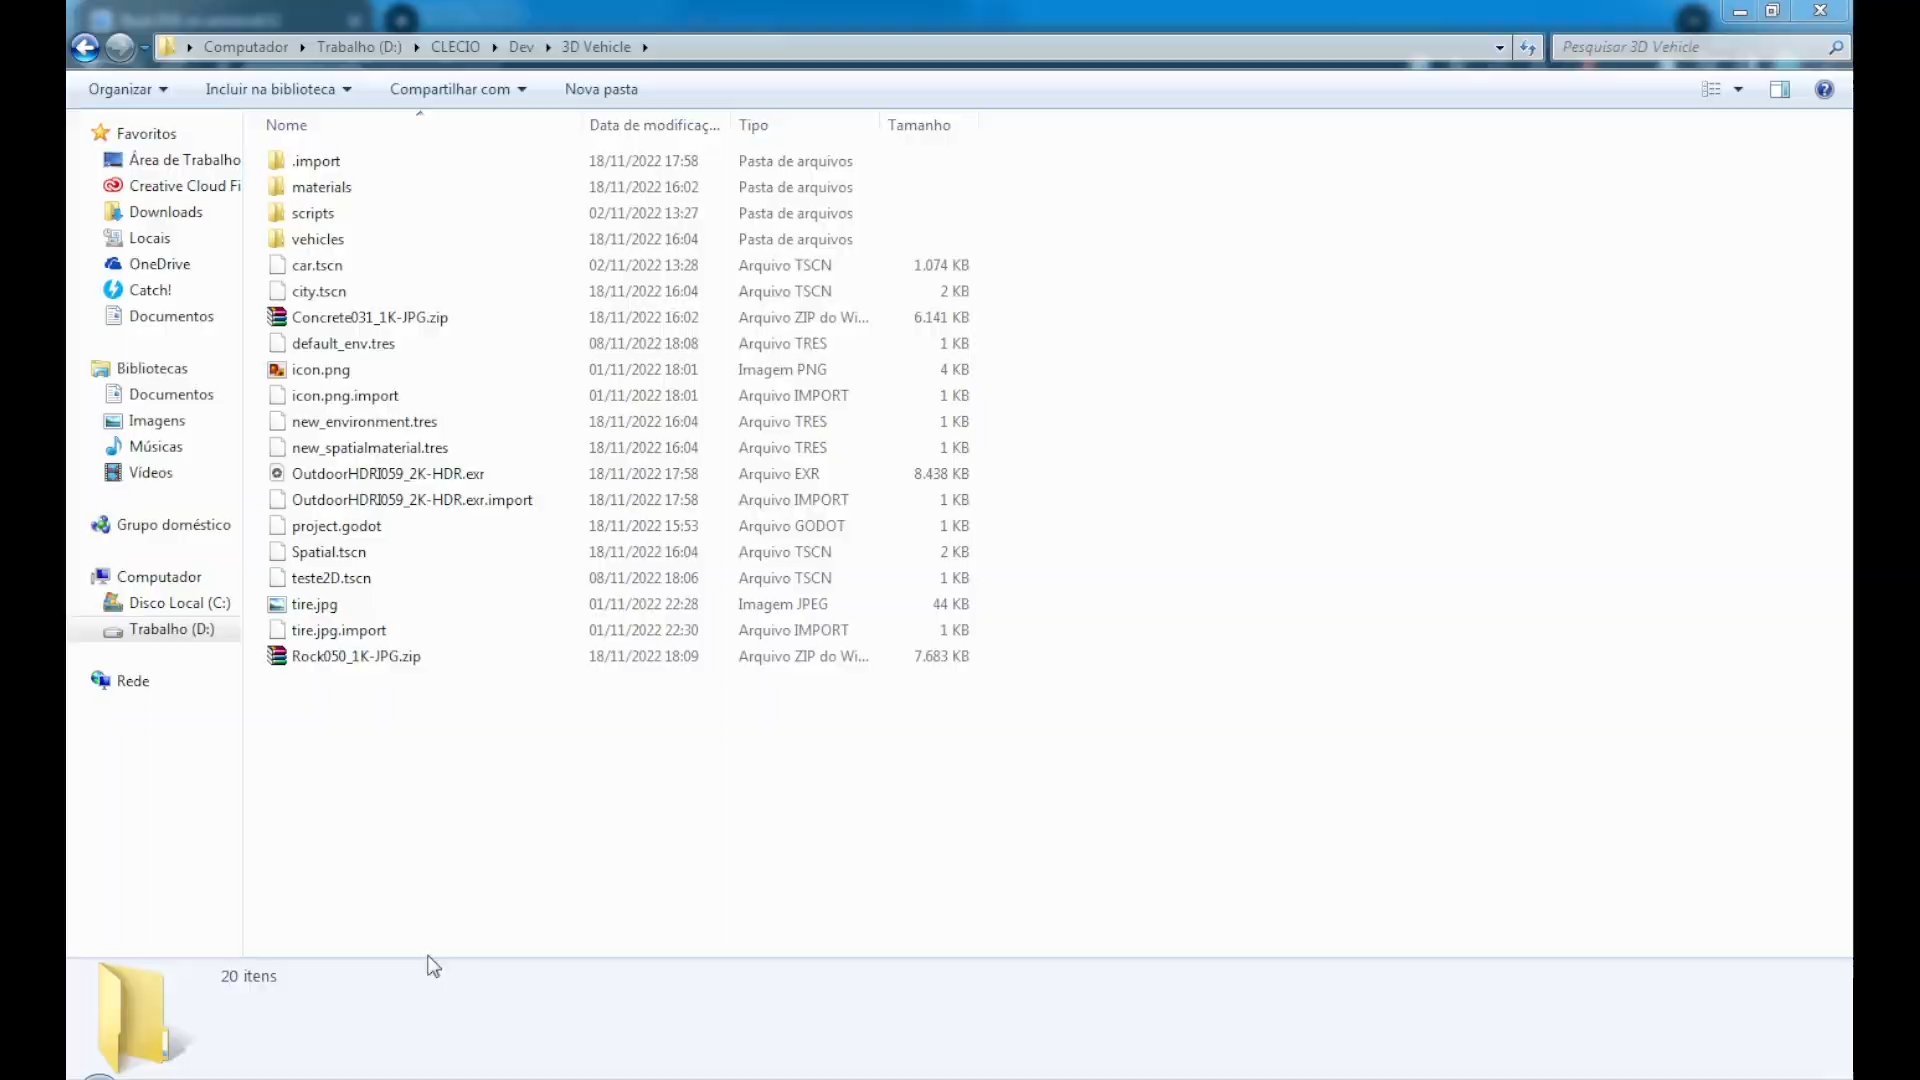 Computador Trabalho (D:) CLECIO Dev 3D Vehicle
Pesquisar 3D Vehicle
Organizar Incluir na biblioteca Compartilhar com Nova pasta
Favoritos
Área de Trabalho
Creative Cloud Fi
Downloads
Locais
OneDrive
Catch!
Documentos
Bibliotecas
Documentos
Imagens
Músicas
Vídeos
Grupo doméstico
Computador
Disco Local (C:)
Trabalho (D:)
Rede
Nome Data de modificaç... Tipo Tamanho
.import 18/11/2022 17:58 Pasta de arquivos
materials 18/11/2022 16:02 Pasta de arquivos
scripts 02/11/2022 13:27 Pasta de arquivos
vehicles 18/11/2022 16:04 Pasta de arquivos
car.tscn 02/11/2022 13:28 Arquivo TSCN 1.074 KB
city.tscn 18/11/2022 16:04 Arquivo TSCN 2 KB
Concrete031_1K-JPG.zip 18/11/2022 16:02 Arquivo ZIP do Wi... 6.141 KB
default_env.tres 08/11/2022 18:08 Arquivo TRES 1 KB
icon.png 01/11/2022 18:01 Imagem PNG 4 KB
icon.png.import 01/11/2022 18:01 Arquivo IMPORT 1 KB
new_environment.tres 18/11/2022 16:04 Arquivo TRES 1 KB
new_spatialmaterial.tres 18/11/2022 16:04 Arquivo TRES 1 KB
OutdoorHDRI059_2K-HDR.exr 18/11/2022 17:58 Arquivo EXR 8.438 KB
OutdoorHDRI059_2K-HDR.exr.import 18/11/2022 17:58 Arquivo IMPORT 1 KB
project.godot 18/11/2022 15:53 Arquivo GODOT 1 KB
Spatial.tscn 18/11/2022 16:04 Arquivo TSCN 2 KB
teste2D.tscn 08/11/2022 18:06 Arquivo TSCN 1 KB
tire.jpg 01/11/2022 22:28 Imagem JPEG 44 KB
tire.jpg.import 01/11/2022 22:30 Arquivo IMPORT 1 KB
Rock050_1K-JPG.zip 18/11/2022 18:09 Arquivo ZIP do Wi... 7.683 KB
20 itens